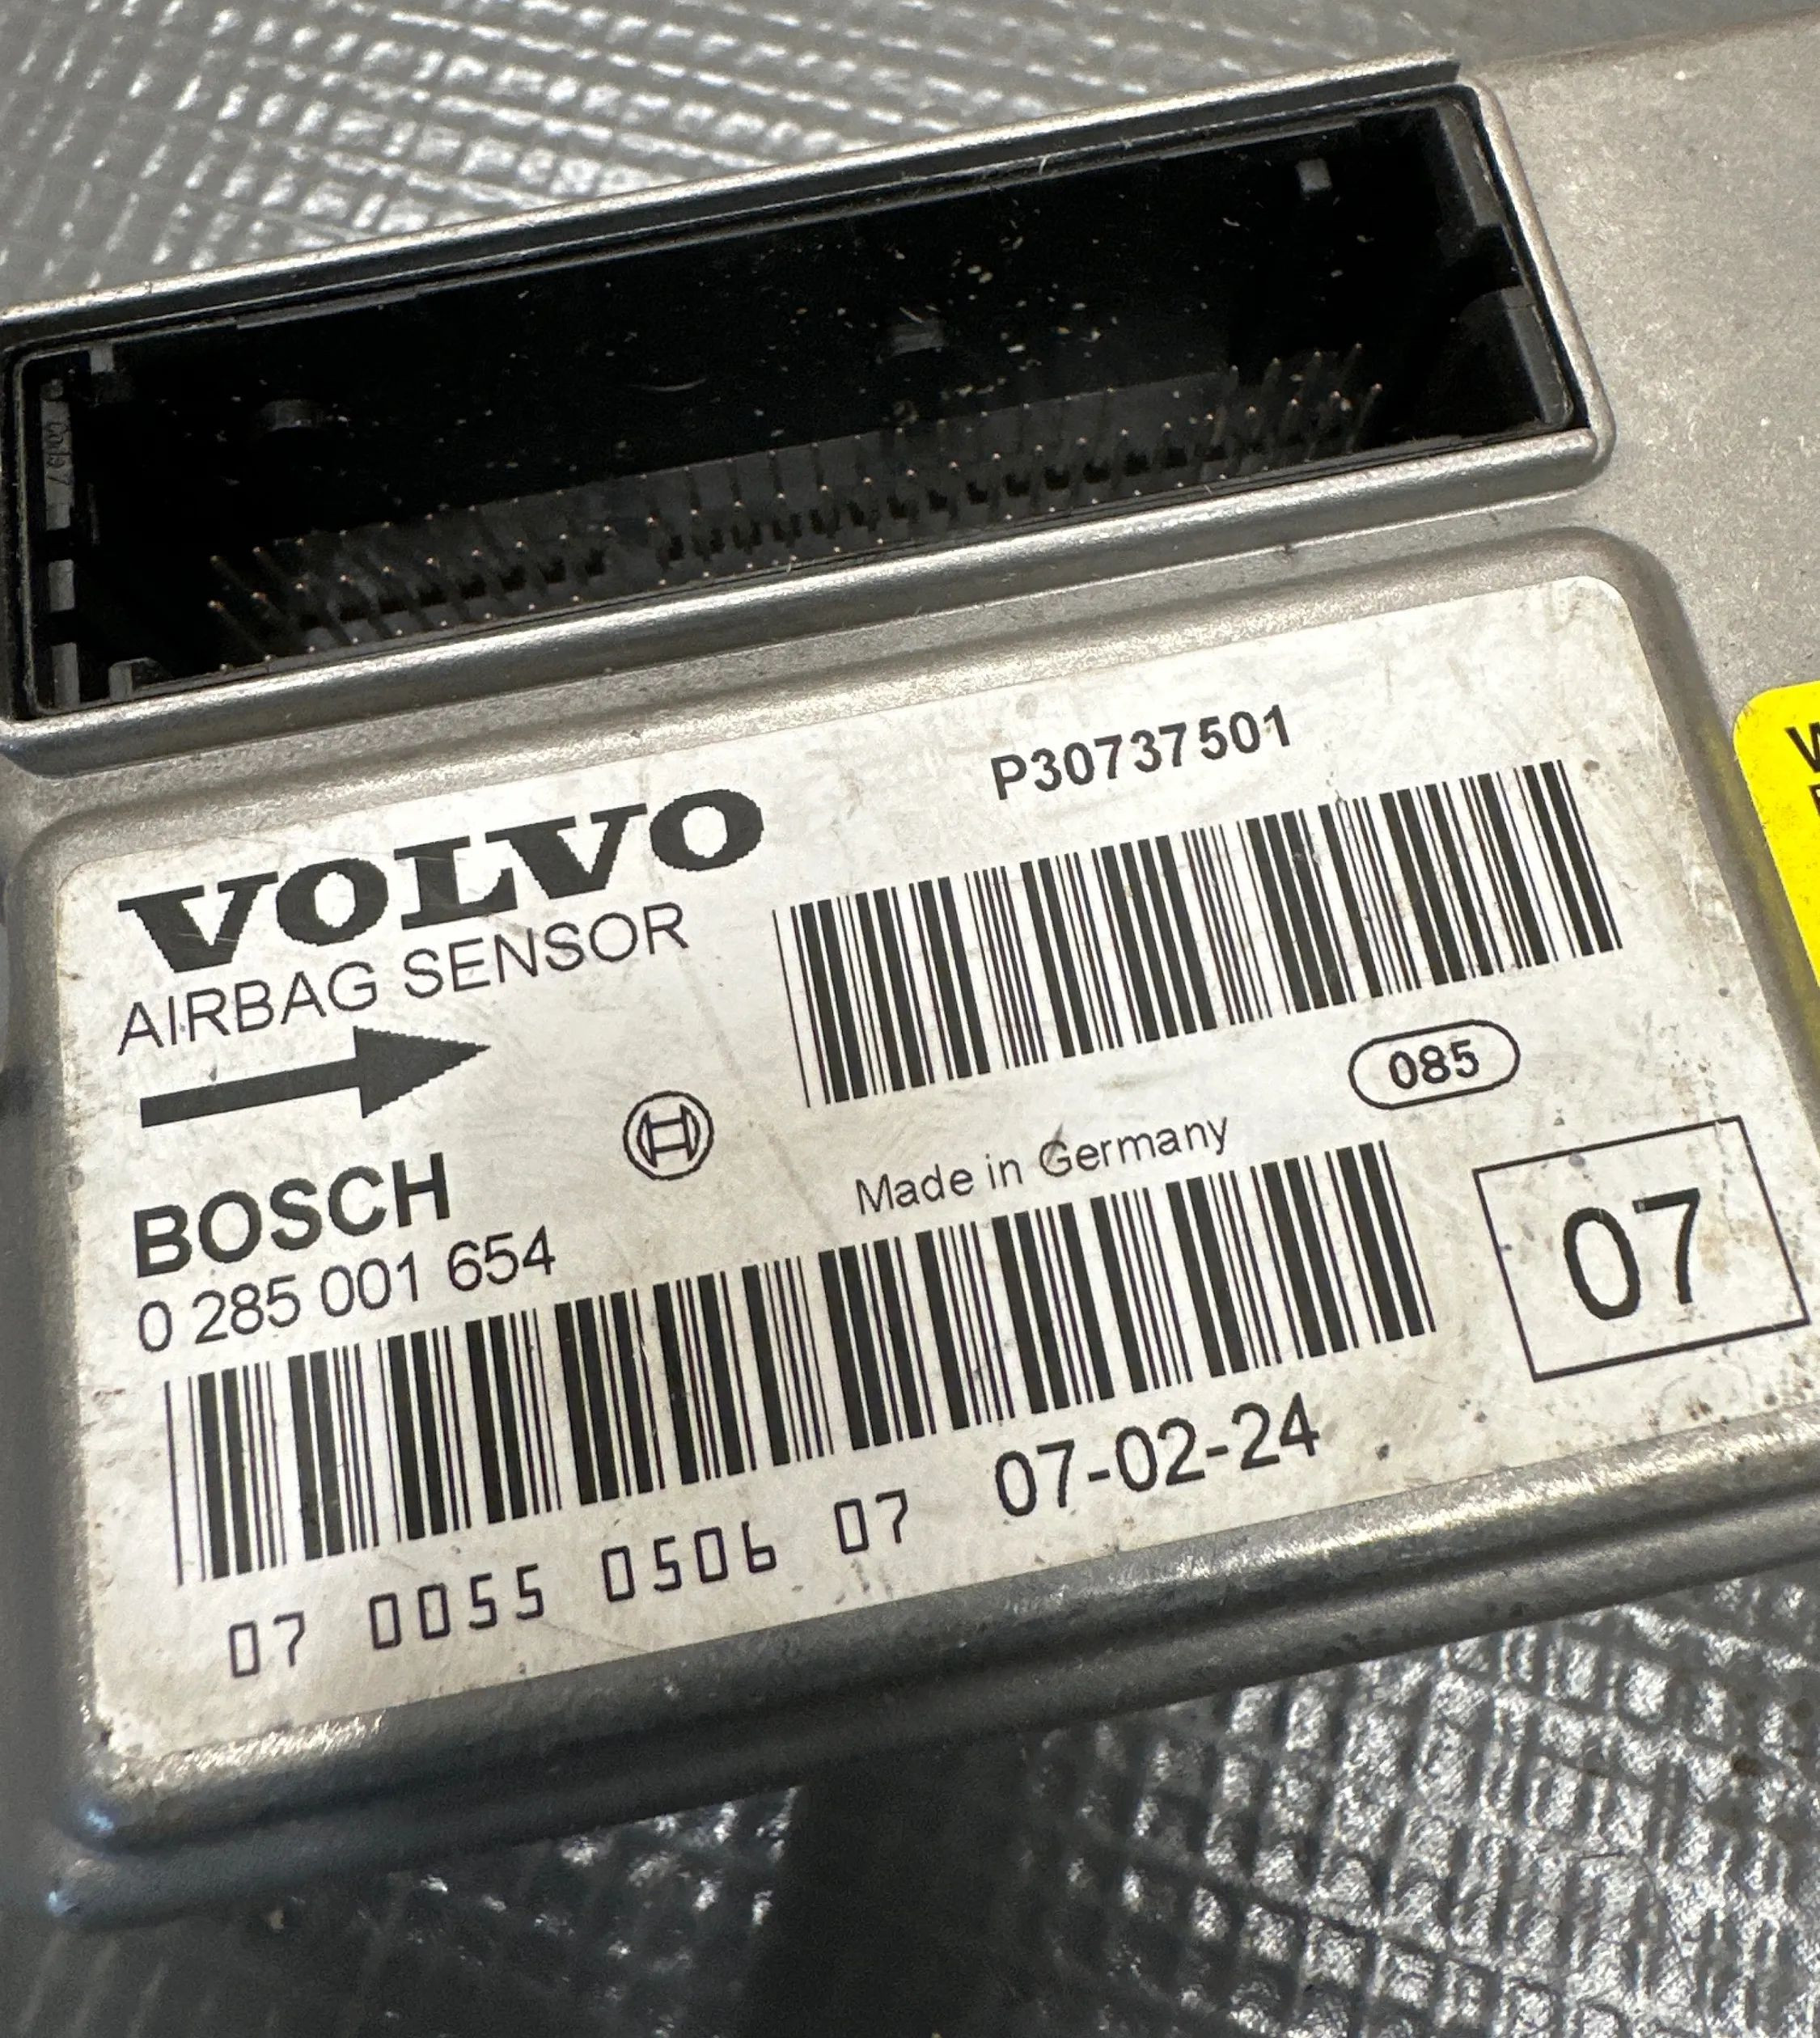 P30737501
VOLVO
AIRBAG SENSOR
085
BOSCH
Made in Germany
0 285 001 654
07
07 0055 0506 07 07-02-24